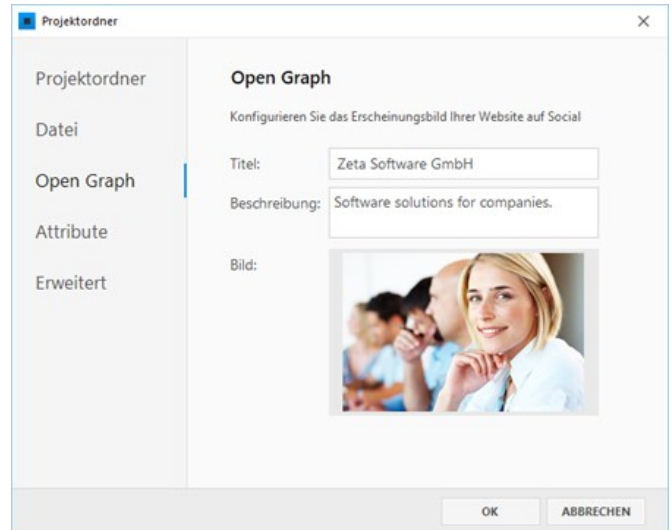 Projektordner
Projektordner
Datei
Open Graph
Attribute
Erweitert
Open Graph
Konfigurieren Sie das Erscheinungsbild Ihrer Website auf Social
Titel:
Zeta Software GmbH
Beschreibung:
Software solutions for companies.
Bild:
OK
ABBRECHEN